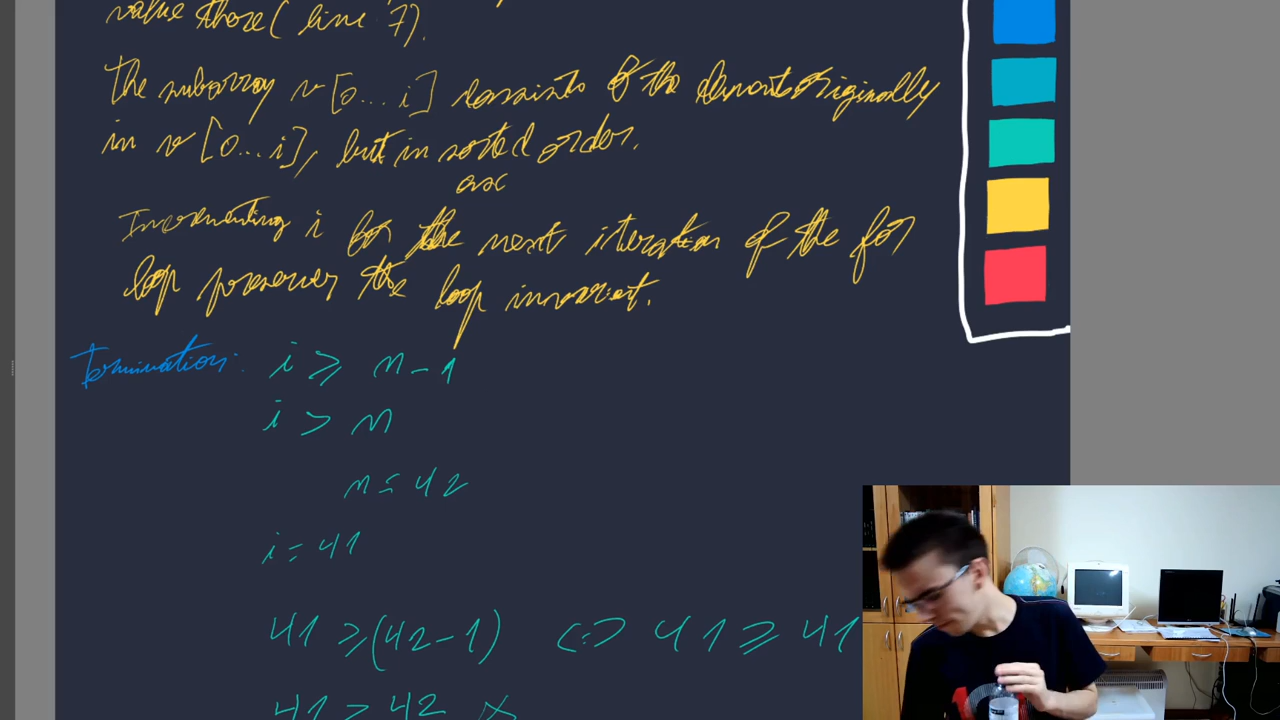 value there (line 7).
the subarray v[0...i] consists of the elements originally
in v[0...i], but in sorted order.
asc
Incrementing i for the next iteration of the for
loop preserves the loop invariant.
Termination: i ≥ n-1
i > n
n = 42
i = 41
41 ≥ (42-1) <=> 41 ≥ 41
41 > 42 x